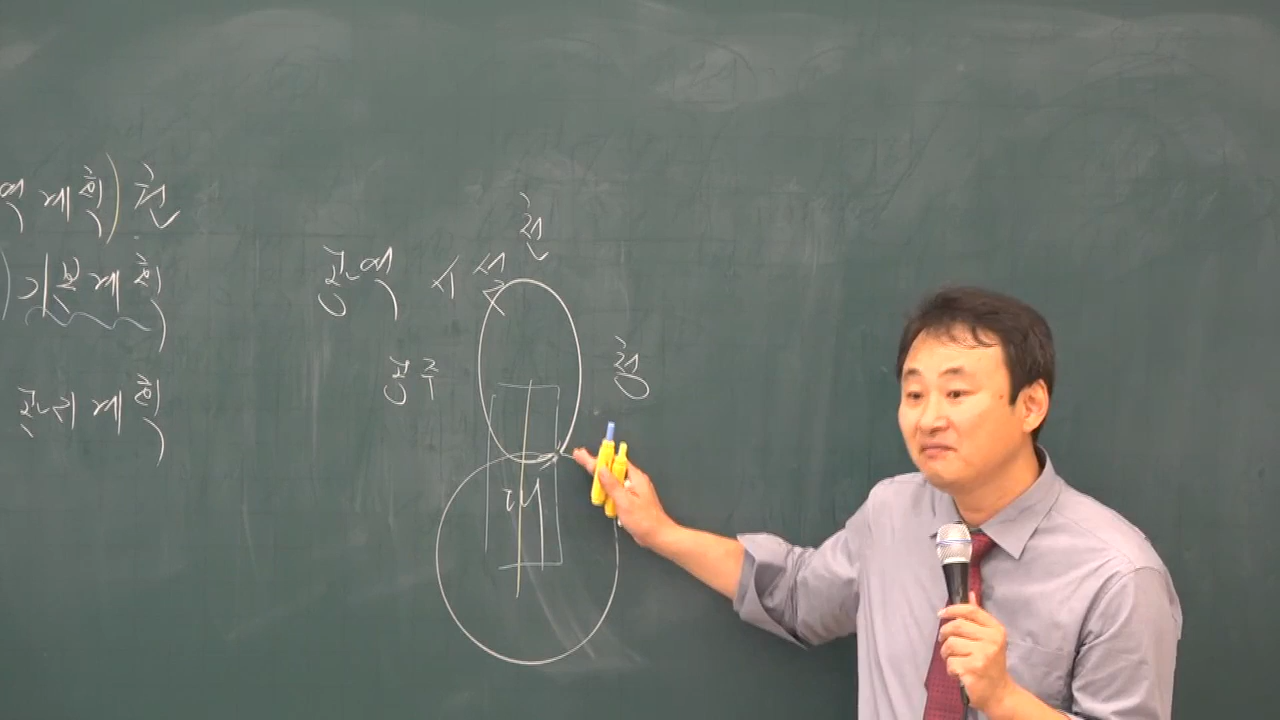 역계획) 천
)기본계획
관리계획
천
광역 시설
공주 청
대